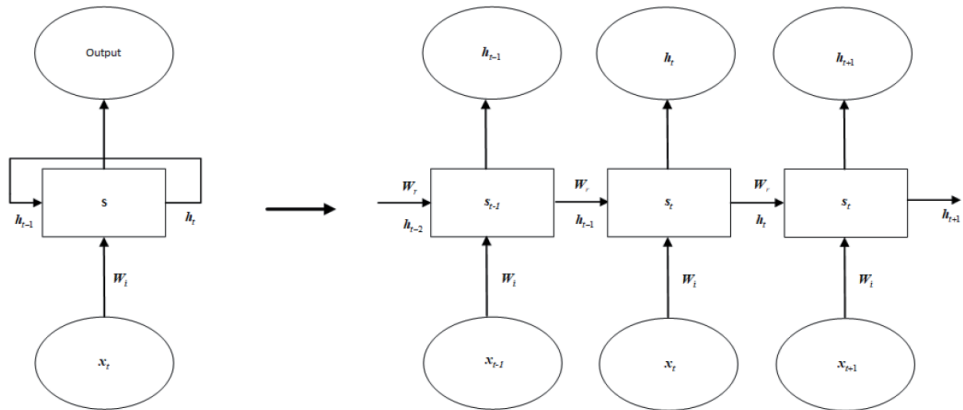 Output
s
h_{t-1}
h_t
W_i
x_t
h_{t-1}
h_t
h_{t+1}
W_r
W_r
W_r
s_{t-1}
s_t
s_t
h_{t-2}
h_{t-1}
h_t
h_{t+1}
W_i
W_i
W_i
x_{t-1}
x_t
x_{t+1}